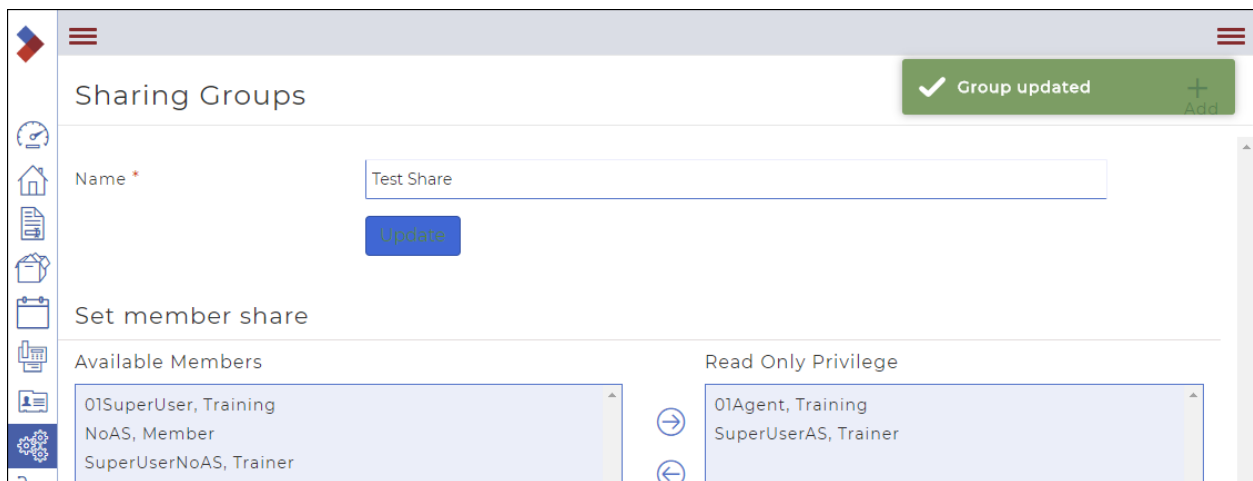 Sharing Groups
Group updated
Add
Name *
Test Share
Update
Set member share
Available Members
Read Only Privilege
01SuperUser, Training
NoAS, Member
SuperUserNoAS, Trainer
01Agent, Training
SuperUserAS, Trainer